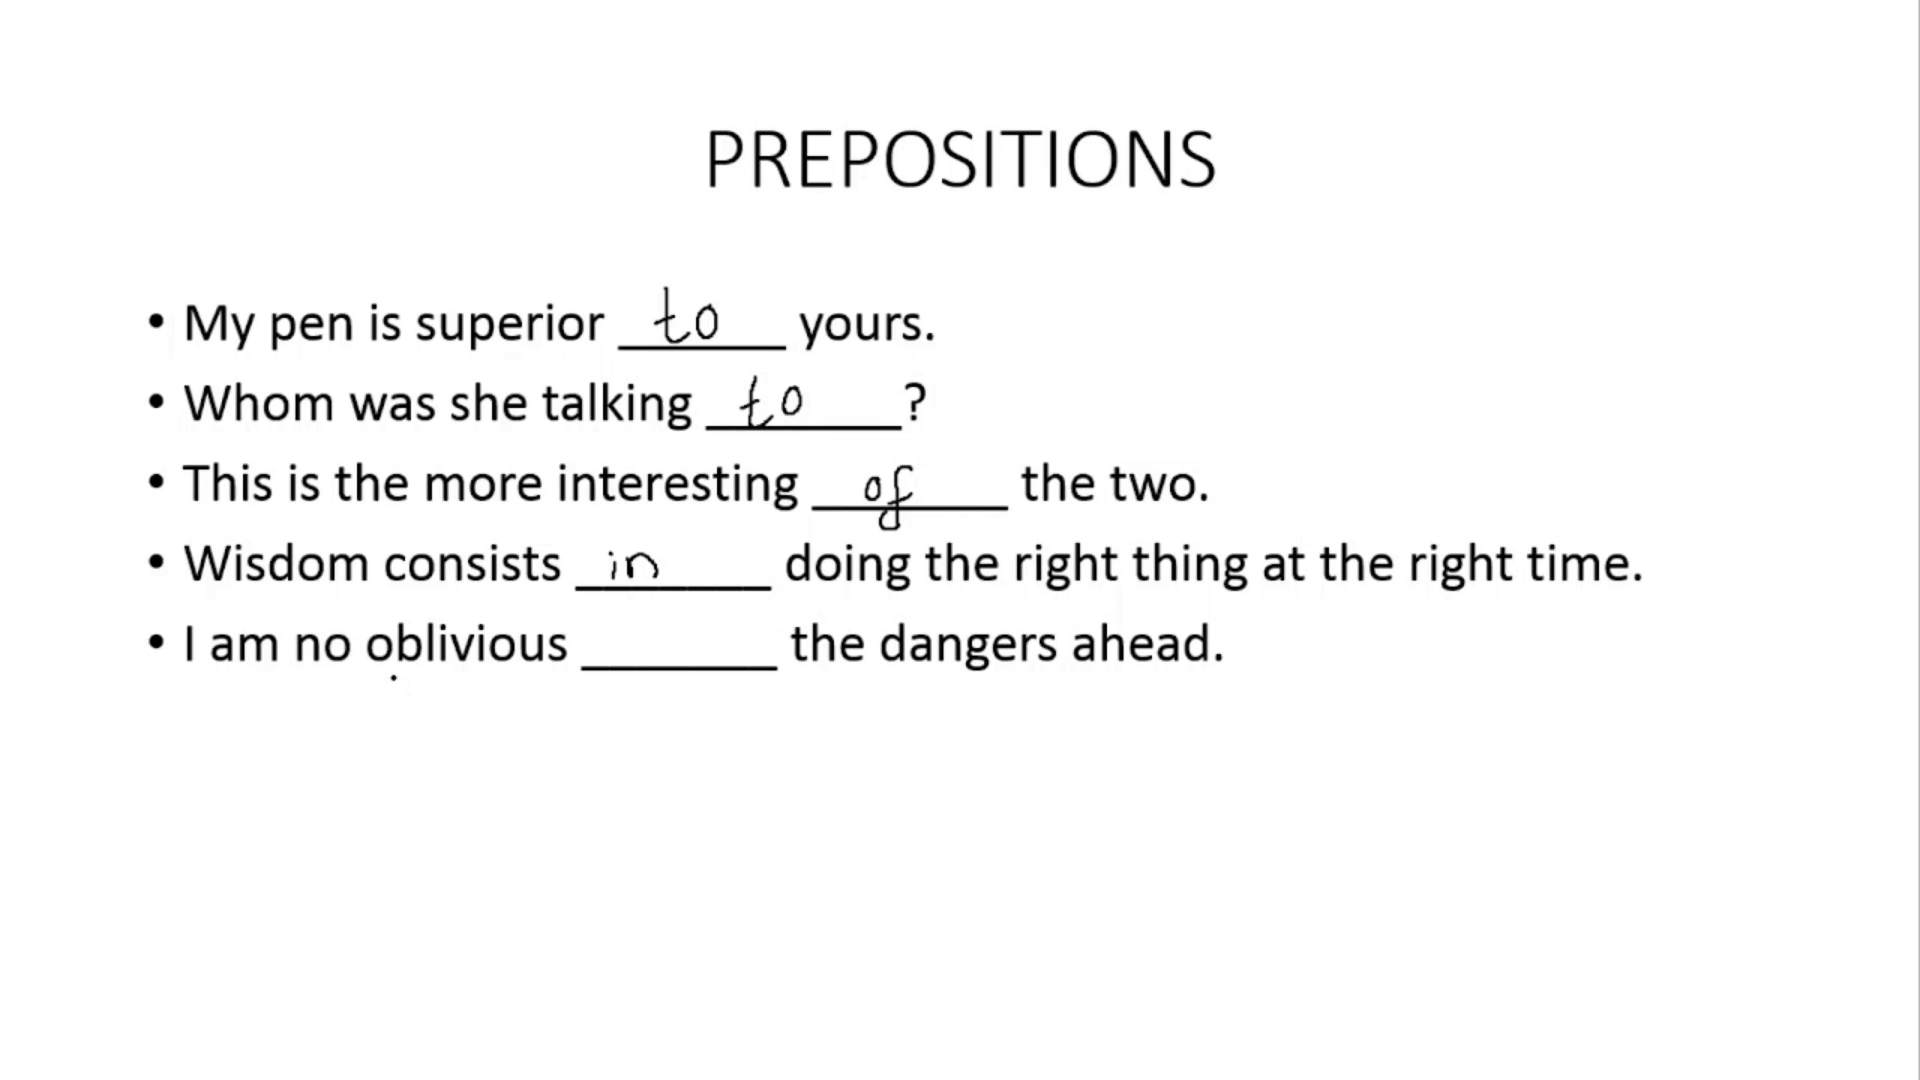 PREPOSITIONS
• My pen is superior to yours.
• Whom was she talking to?
• This is the more interesting of the two.
• Wisdom consists in doing the right thing at the right time.
• I am no oblivious _______ the dangers ahead.